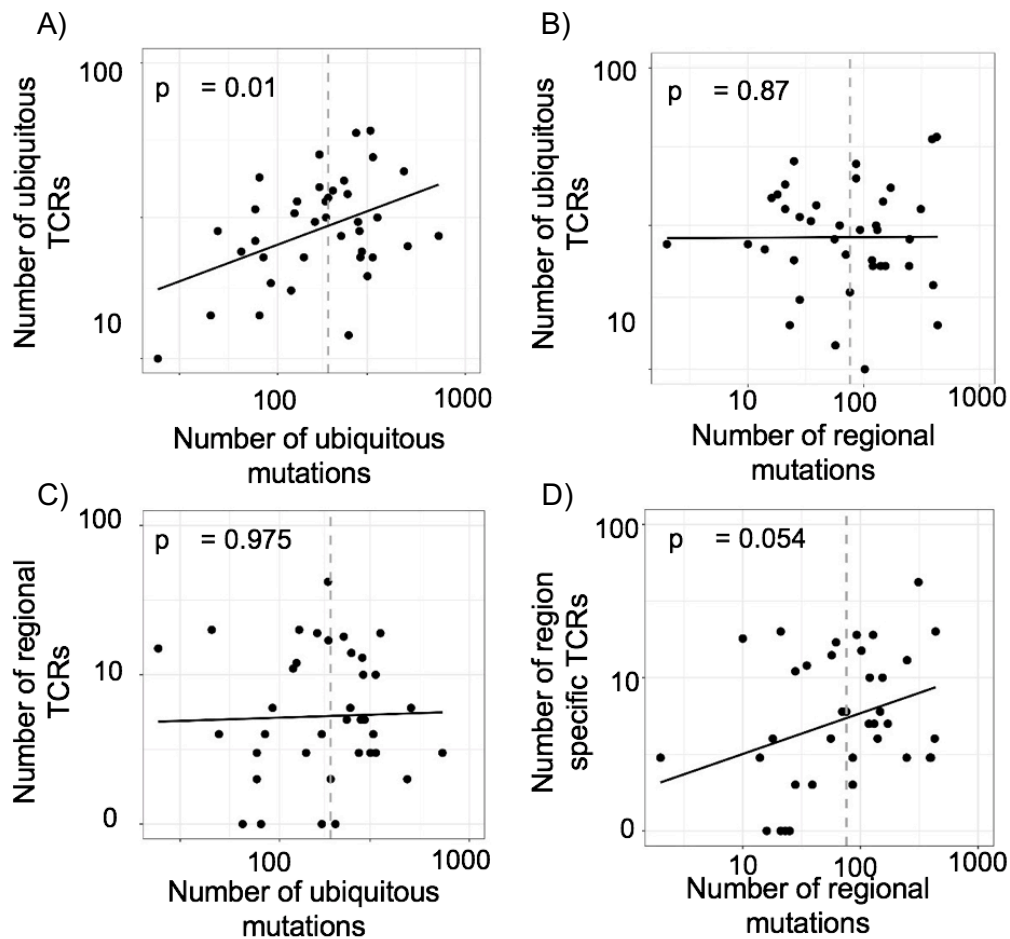 A)
100
p = 0.01
Number of ubiquitous
TCRs
10
100
1000
Number of ubiquitous
mutations
B)
100
p = 0.87
Number of ubiquitous
TCRs
10
10
100
1000
Number of regional
mutations
C)
100
p = 0.975
Number of regional
TCRs
10
0
100
1000
Number of ubiquitous
mutations
D)
100
p = 0.054
Number of region
specific TCRs
10
0
10
100
1000
Number of regional
mutations